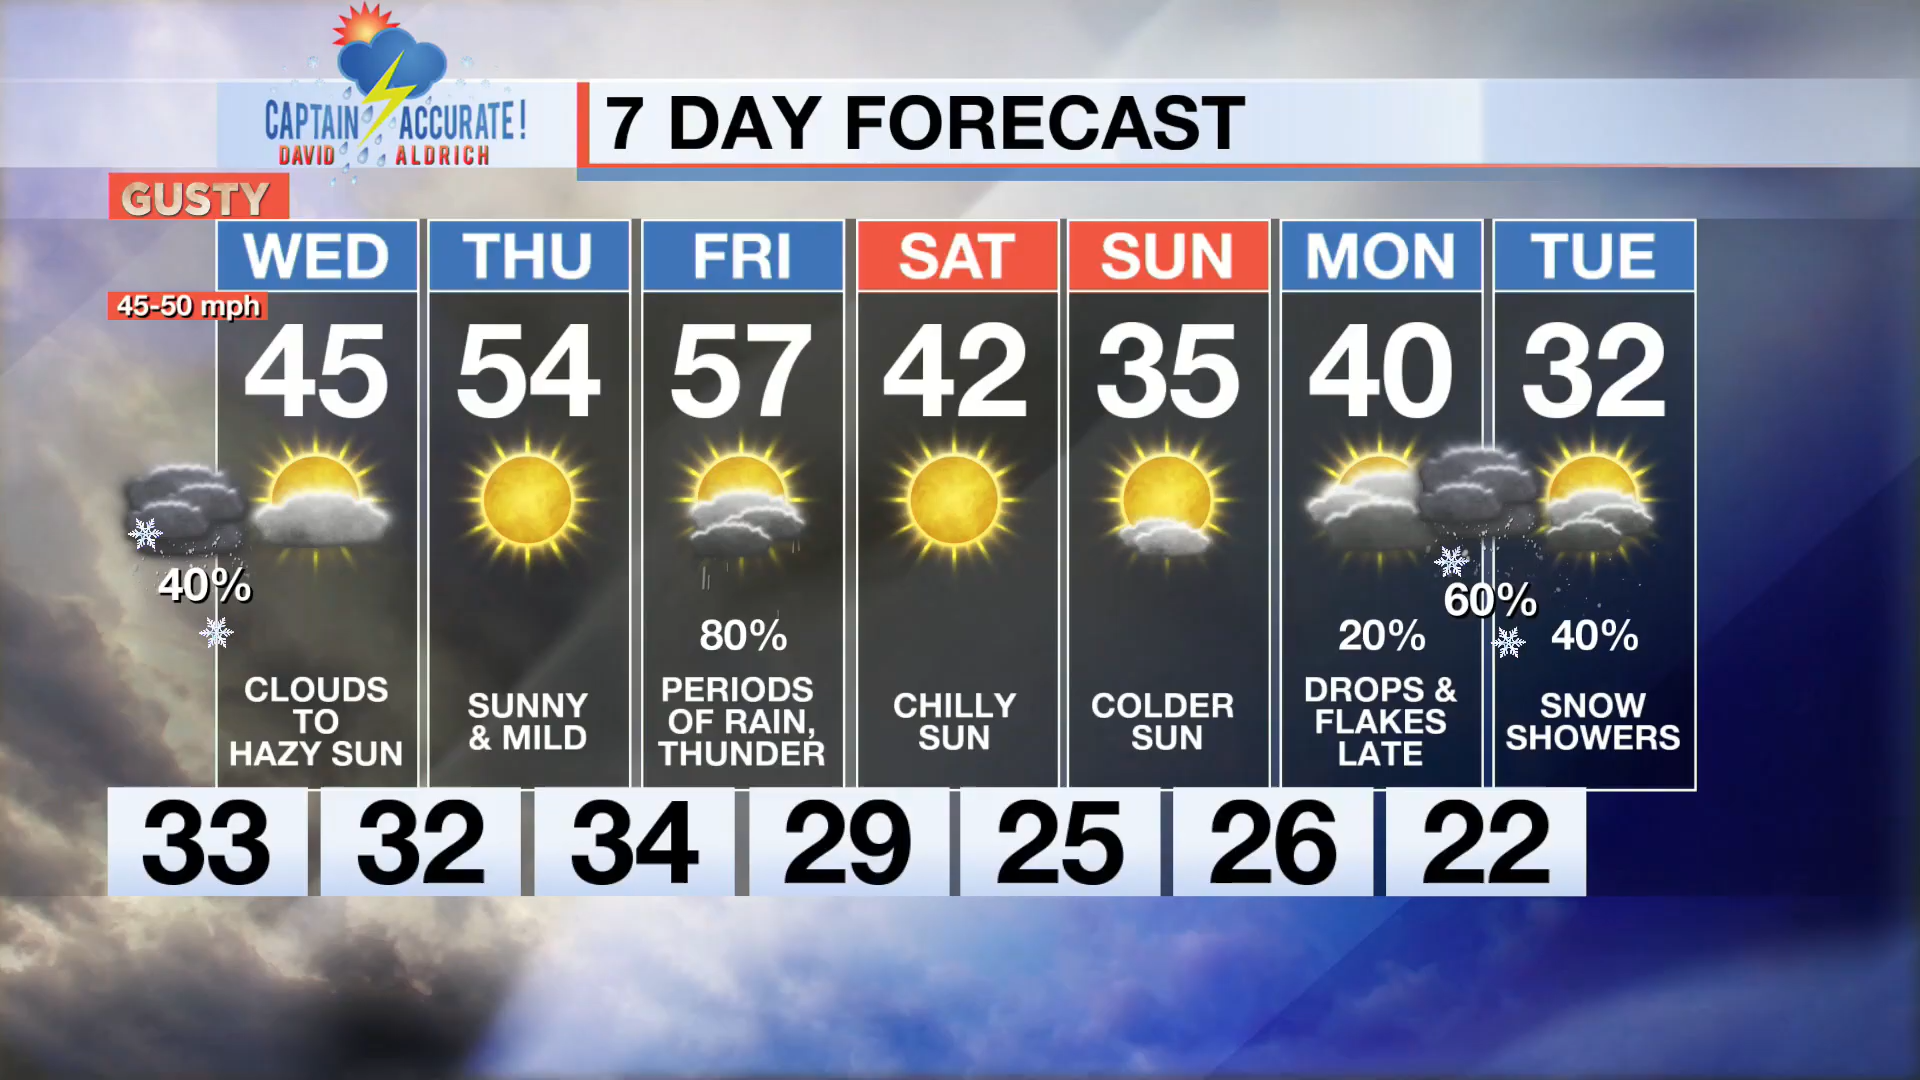 CAPTAIN ACCURATE!
DAVID ALDRICH
7 DAY FORECAST
GUSTY
45-50 mph
WED THU FRI SAT SUN MON TUE
45 54 57 42 35 40 32
40%
60%
80% 20% 40%
CLOUDS
TO
HAZY SUN
SUNNY
& MILD
PERIODS
OF RAIN,
THUNDER
CHILLY
SUN
COLDER
SUN
DROPS &
FLAKES
LATE
SNOW
SHOWERS
33 32 34 29 25 26 22